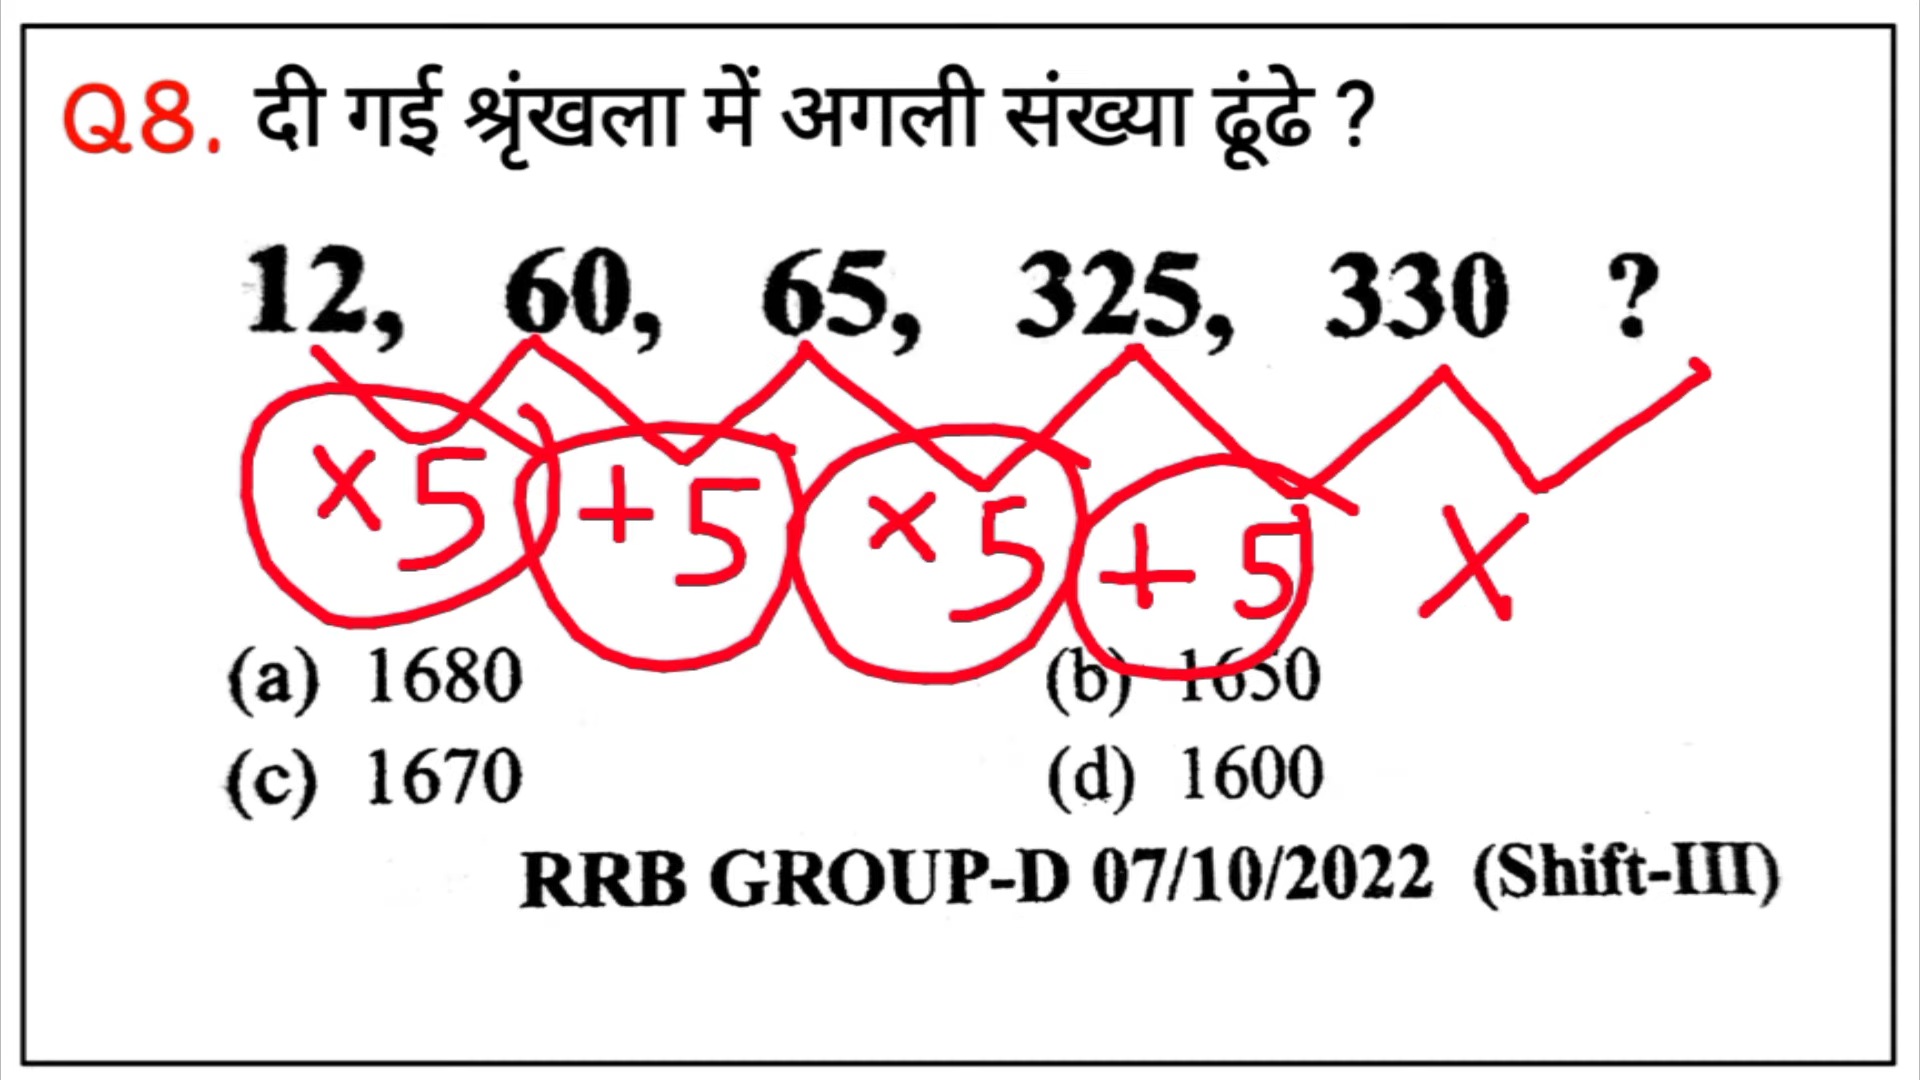 Q8. दी गई श्रृंखला में अगली संख्या ढूंढे ?
12, 60, 65, 325, 330 ?
×5 +5 ×5 +5 ×
(a) 1680 (b) 1650
(c) 1670 (d) 1600
RRB GROUP-D 07/10/2022 (Shift-III)